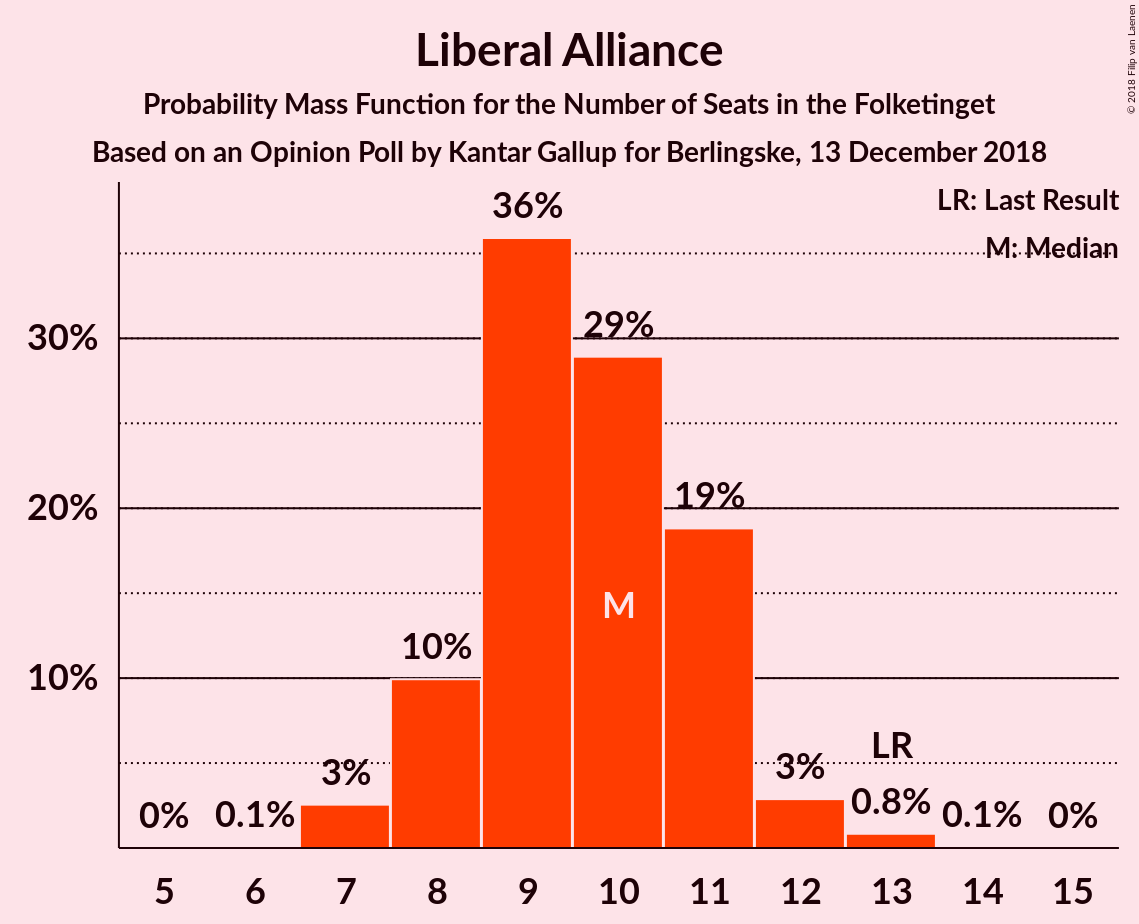 Liberal Alliance
Probability Mass Function for the Number of Seats in the Folketinget
Based on an Opinion Poll by Kantar Gallup for Berlingske, 13 December 2018
© 2018 Filip van Laenen
LR: Last Result
M: Median
36%
29%
30%
19%
20%
M
10%
10%
LR
3%
3%
0.8%
0%
0.1%
0.1%
0%
5 6 7 8 9 10 11 12 13 14 15